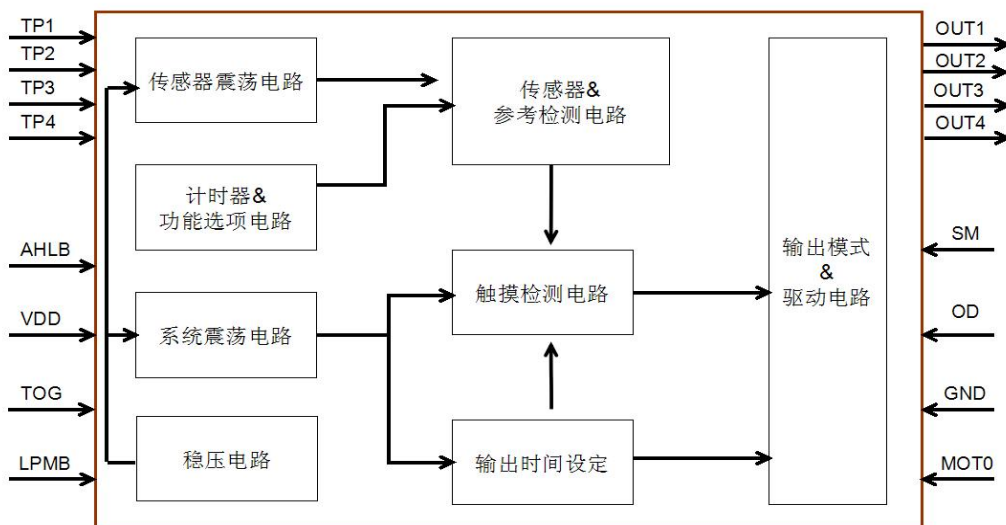 TP1
TP2
TP3
TP4
AHLB
VDD
TOG
LPMB
传感器震荡电路
计时器&
功能选项电路
系统震荡电路
稳压电路
传感器&
参考检测电路
触摸检测电路
输出时间设定
输出模式
&
驱动电路
OUT1
OUT2
OUT3
OUT4
SM
OD
GND
MOT0